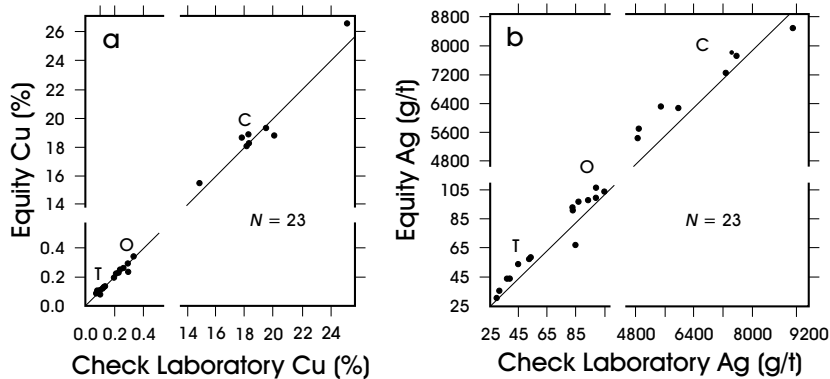 a
Equity Cu (%)
26
24
22
20
18
16
14
0.4
0.2
0.0
C
O
T
N = 23
0.0 0.2 0.4 14 16 18 20 22 24
Check Laboratory Cu (%)
b
Equity Ag (g/t)
8800
8000
7200
6400
5600
4800
105
85
65
45
25
C
O
T
N = 23
25 45 65 85 4800 6400 7600 9200
Check Laboratory Ag (g/t)